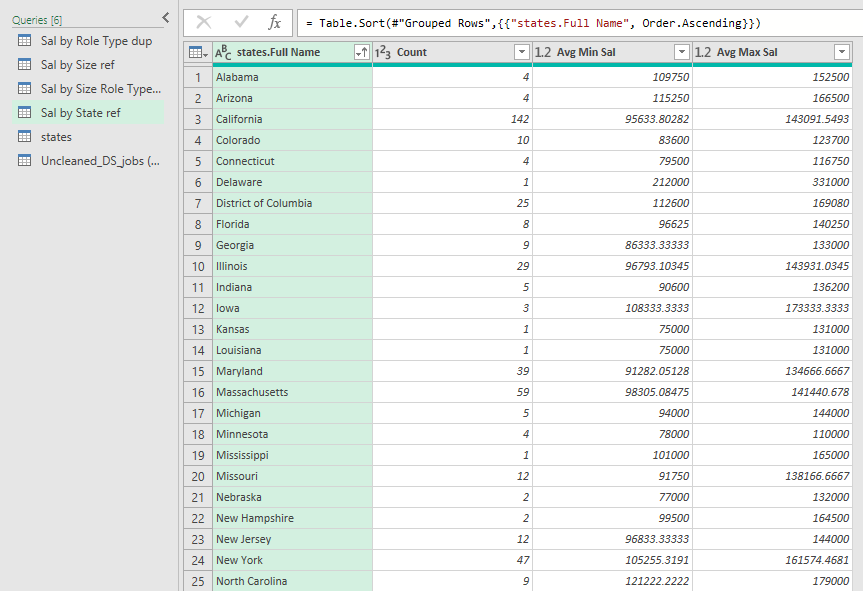 Queries [6]
Sal by Role Type dup
Sal by Size ref
Sal by Size Role Type...
Sal by State ref
states
Uncleaned_DS_jobs (...
fx = Table.Sort(#"Grouped Rows",{{"states.Full Name", Order.Ascending}})
ABC states.Full Name 123 Count 1.2 Avg Min Sal 1.2 Avg Max Sal
1 Alabama 4 109750 152500
2 Arizona 4 115250 166500
3 California 142 95633.80282 143091.5493
4 Colorado 10 83600 123700
5 Connecticut 4 79500 116750
6 Delaware 1 212000 331000
7 District of Columbia 25 112600 169080
8 Florida 8 96625 140250
9 Georgia 9 86333.33333 133000
10 Illinois 29 96793.10345 143931.0345
11 Indiana 5 90600 136200
12 Iowa 3 108333.3333 173333.3333
13 Kansas 1 75000 131000
14 Louisiana 1 75000 131000
15 Maryland 39 91282.05128 134666.6667
16 Massachusetts 59 98305.08475 141440.678
17 Michigan 5 94000 144000
18 Minnesota 4 78000 110000
19 Mississippi 1 101000 165000
20 Missouri 12 91750 138166.6667
21 Nebraska 2 77000 132000
22 New Hampshire 2 99500 164500
23 New Jersey 12 96833.33333 144000
24 New York 47 105255.3191 161574.4681
25 North Carolina 9 121222.2222 179000